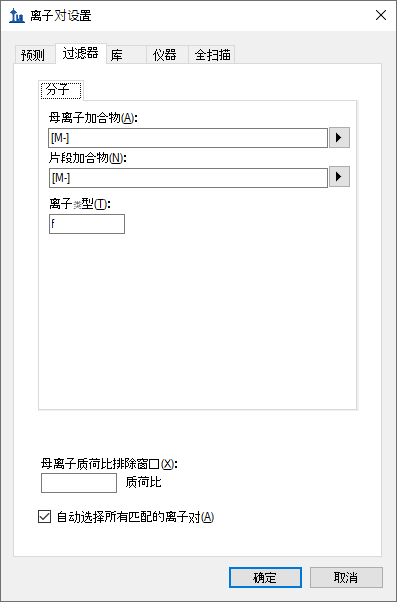 离子对设置
预测 过滤器 库 仪器 全扫描
分子
母离子加合物(A):
[M-]
片段加合物(N):
[M-]
离子类型(T):
f
母离子质荷比排除窗口(X):
质荷比
自动选择所有匹配的离子对(A)
确定 取消